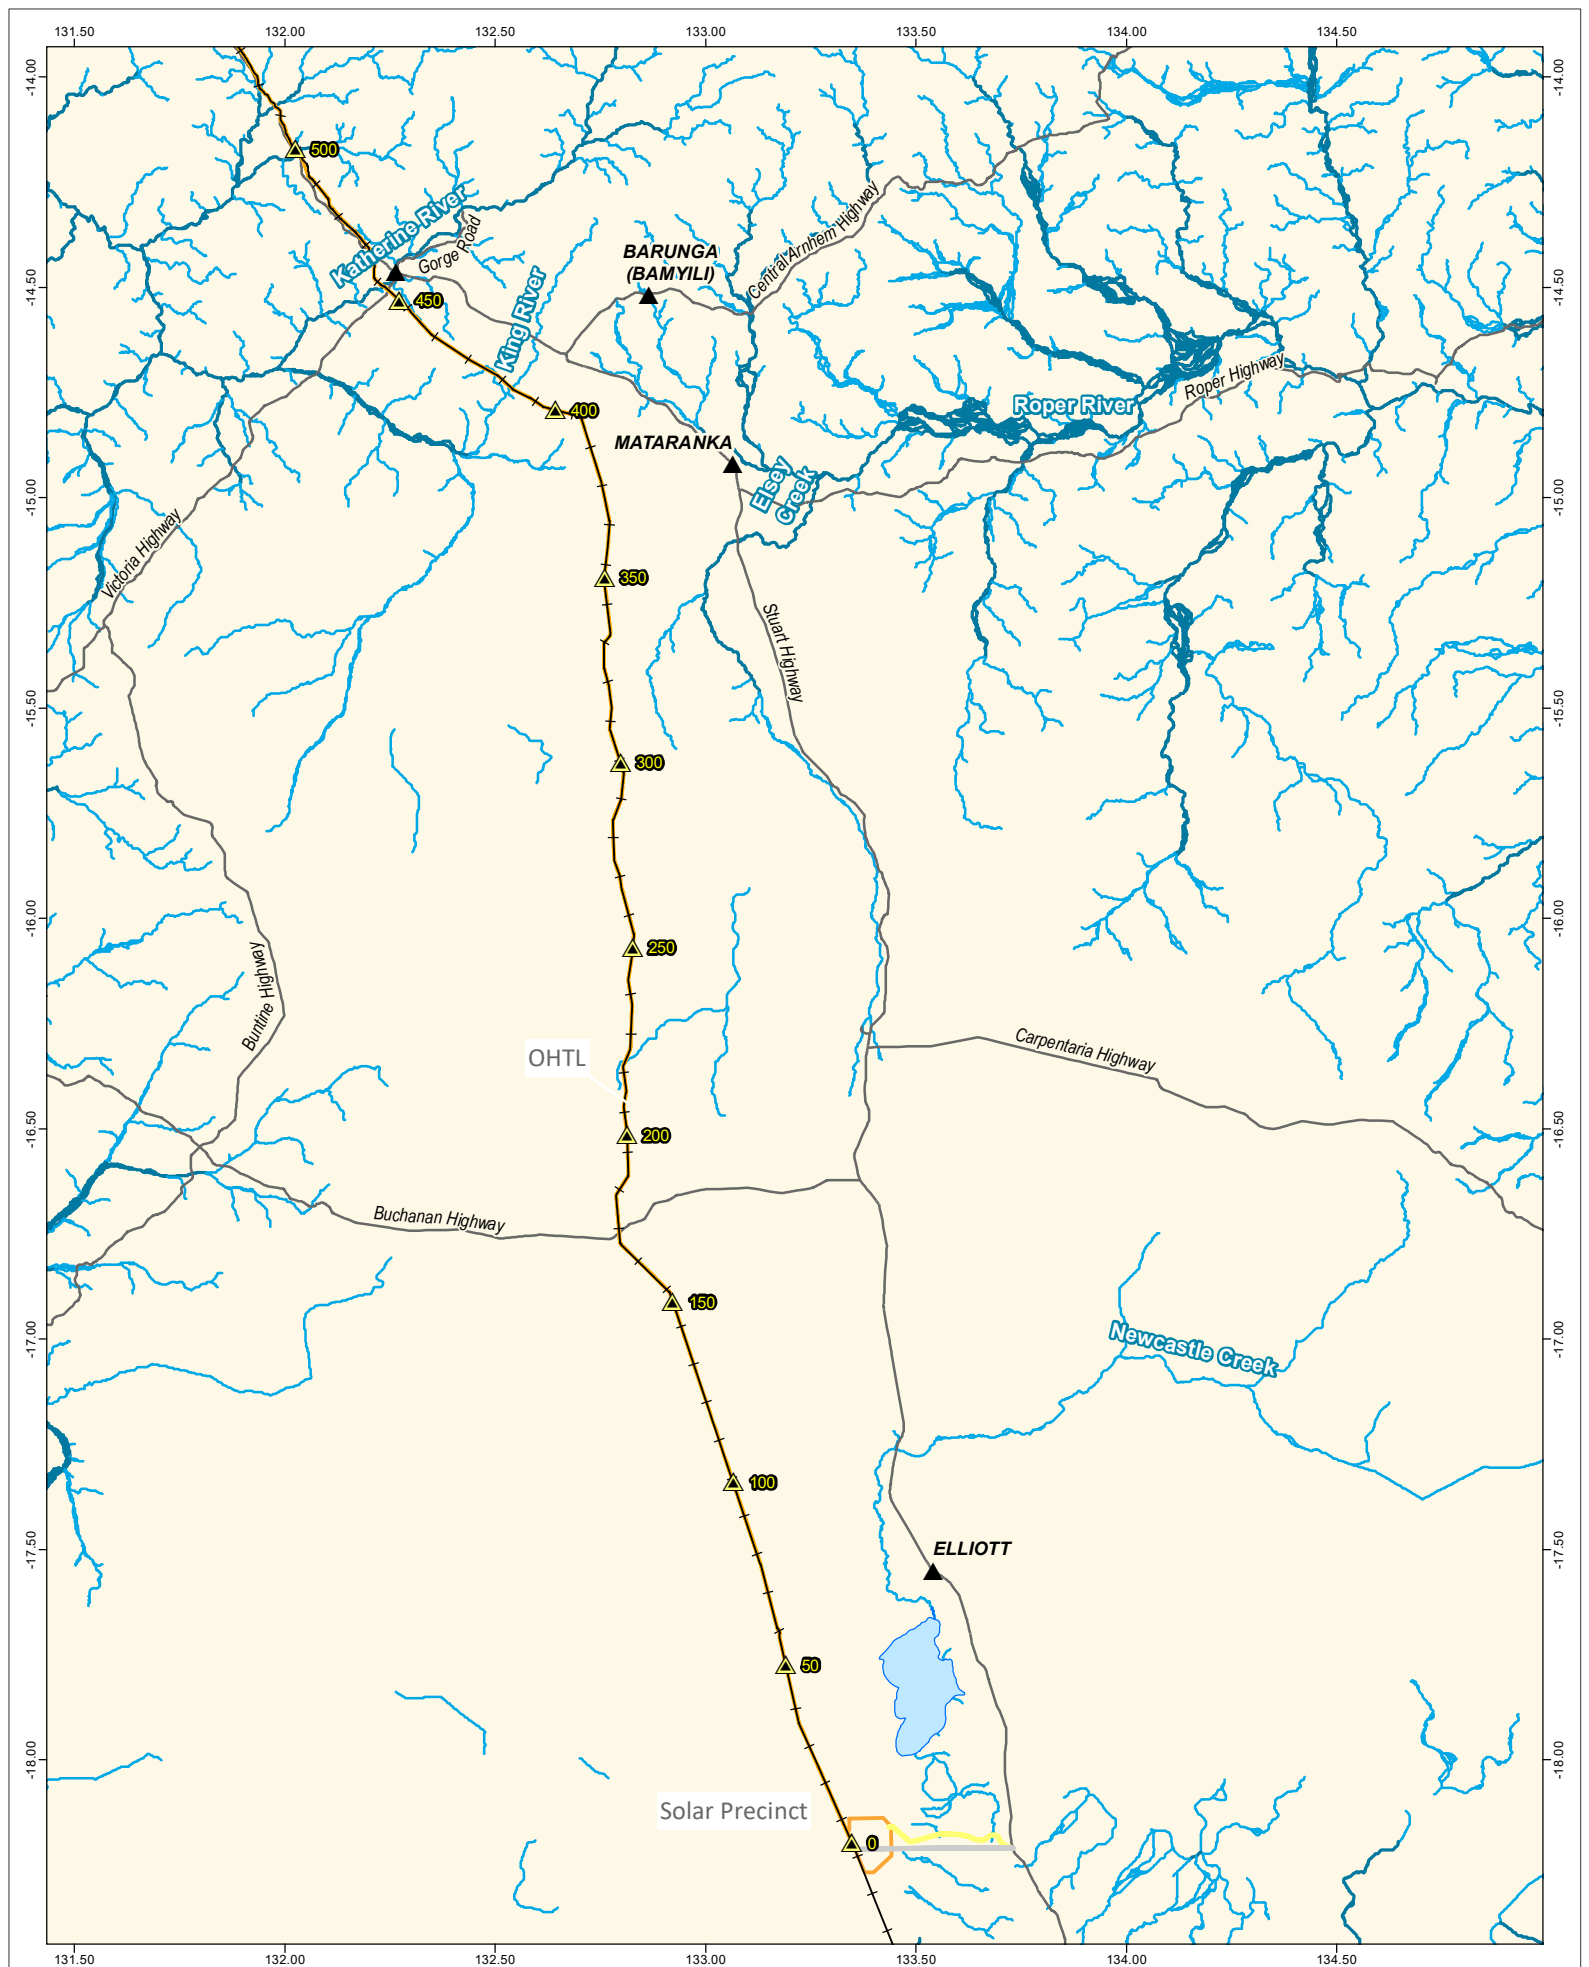 131.50
132.00
132.50
133.00
133.50
134.00
134.50
-14.00
-14.00
500
Katherine River
Gorge Road
BARUNGA
(BAMYILI)
Central Arnhem Highway
-14.50
-14.50
450
King River
Roper Highway
400
Roper River
MATARANKA
Elsey
Creek
-15.00
-15.00
Victoria Highway
350
Stuart Highway
-15.50
-15.50
300
-16.00
-16.00
250
Buntine Highway
OHTL
Carpentaria Highway
-16.50
-16.50
200
Buchanan Highway
150
-17.00
-17.00
Newcastle Creek
100
-17.50
-17.50
ELLIOTT
50
-18.00
-18.00
Solar Precinct
0
131.50
132.00
132.50
133.00
133.50
134.00
134.50